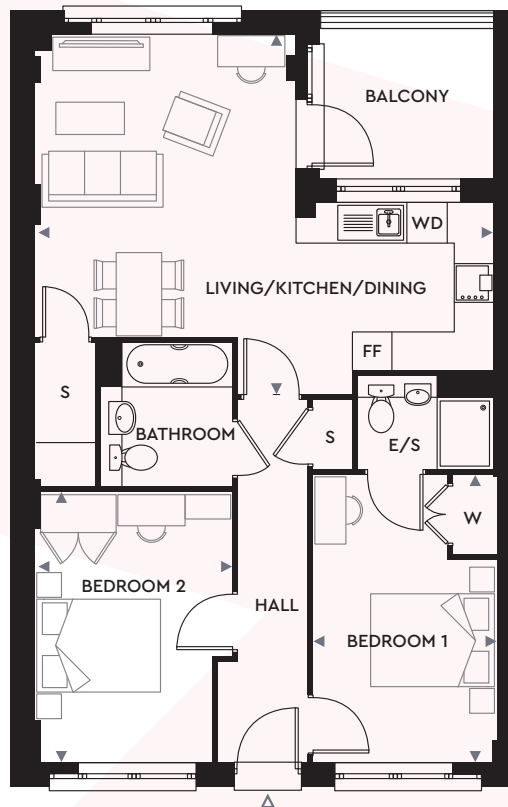 BALCONY
WD
LIVING/KITCHEN/DINING
FF
S
BATHROOM
S
E/S
W
BEDROOM 2
HALL
BEDROOM 1